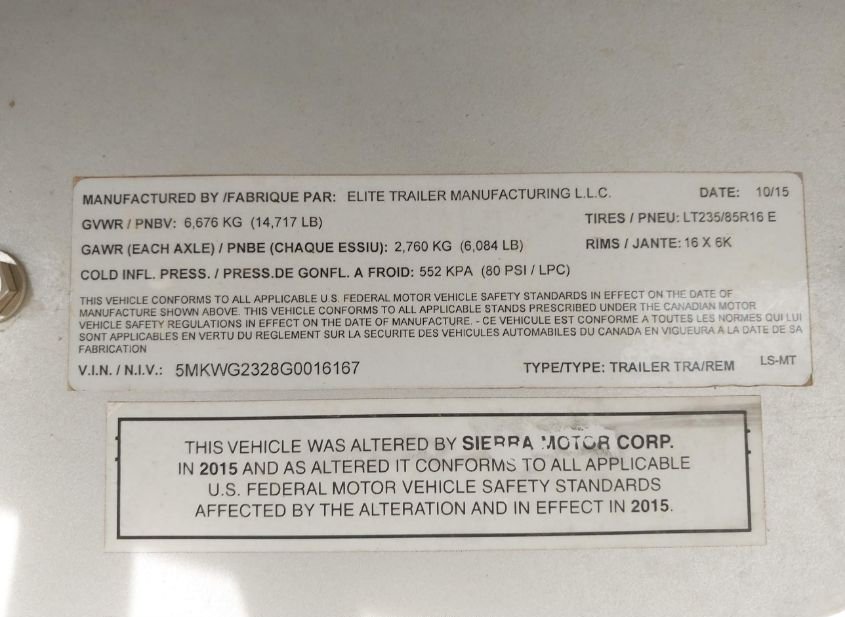 MANUFACTURED BY /FABRIQUE PAR: ELITE TRAILER MANUFACTURING L.L.C. DATE: 10/15
GVWR / PNBV: 6,676 KG (14,717 LB) TIRES / PNEU: LT235/85R16 E
GAWR (EACH AXLE) / PNBE (CHAQUE ESSIU): 2,760 KG (6,084 LB) RIMS / JANTE: 16 X 6K
COLD INFL. PRESS. / PRESS.DE GONFL. A FROID: 552 KPA (80 PSI / LPC)
THIS VEHICLE CONFORMS TO ALL APPLICABLE U.S. FEDERAL MOTOR VEHICLE SAFETY STANDARDS IN EFFECT ON THE DATE OF
MANUFACTURE SHOWN ABOVE. THIS VEHICLE CONFORMS TO ALL APPLICABLE STANDS PRESCRIBED UNDER THE CANADIAN MOTOR
VEHICLE SAFETY REGULATIONS IN EFFECT ON THE DATE OF MANUFACTURE. - CE VEHICULE EST CONFORME A TOUTES LES NORMES QUI LUI
SONT APPLICABLES EN VERTU DU REGLEMENT SUR LA SECURITE DES VEHICULES AUTOMOBILES DU CANADA EN VIGUEUR A LA DATE DE SA
FABRICATION
V.I.N. / N.I.V.: 5MKWG2328G0016167 TYPE/TYPE: TRAILER TRA/REM LS-MT
THIS VEHICLE WAS ALTERED BY SIERRA MOTOR CORP.
IN 2015 AND AS ALTERED IT CONFORMS TO ALL APPLICABLE
U.S. FEDERAL MOTOR VEHICLE SAFETY STANDARDS
AFFECTED BY THE ALTERATION AND IN EFFECT IN 2015.